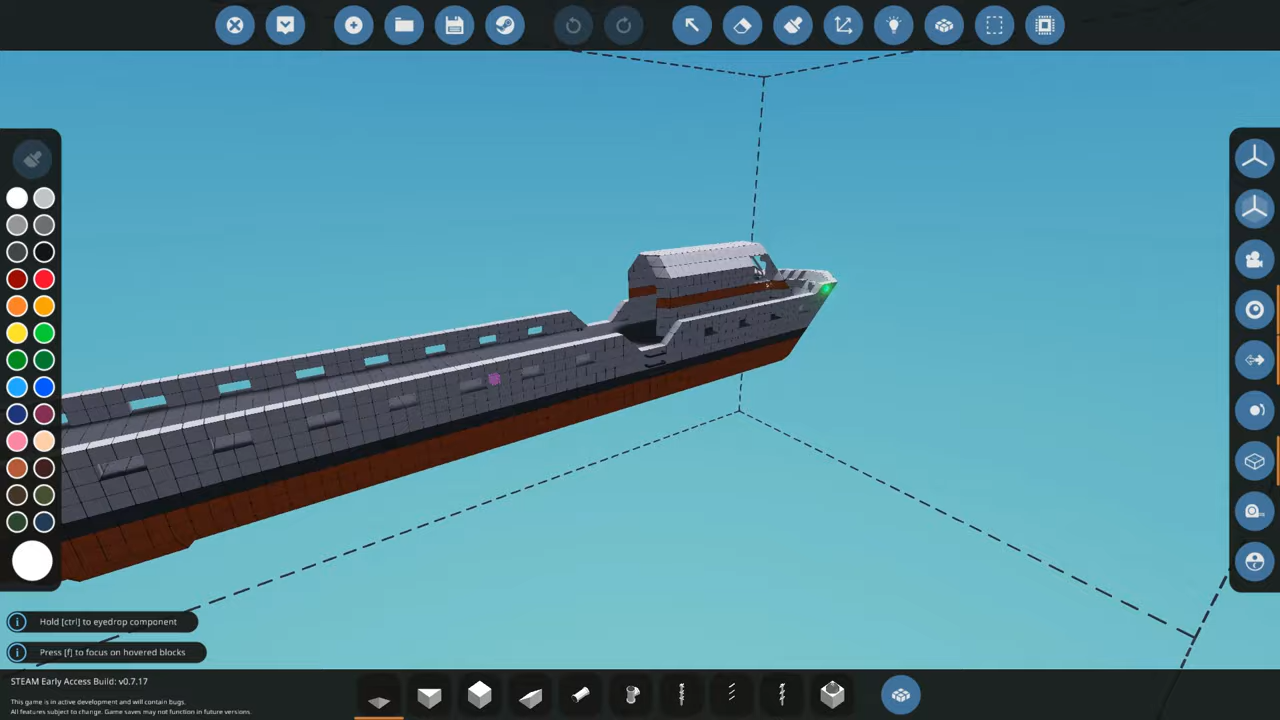 Hold [ctrl] to eyedrop component
Press [f] to focus on hovered blocks
STEAM Early Access Build: v0.7.17
This game is in active development and will contain bugs.
All features subject to change. Game saves may not function in future versions.